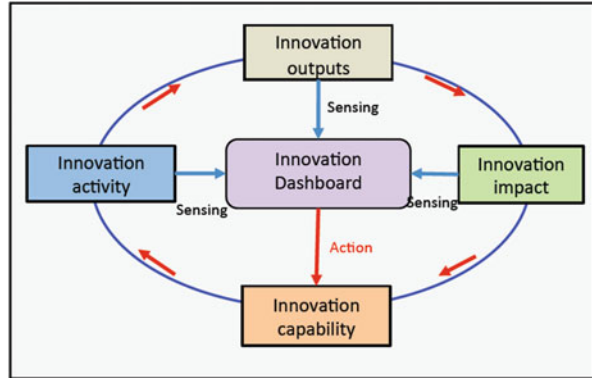 Innovation
outputs
Sensing
Innovation
activity
Innovation
Dashboard
Innovation
impact
Sensing
Sensing
Action
Innovation
capability